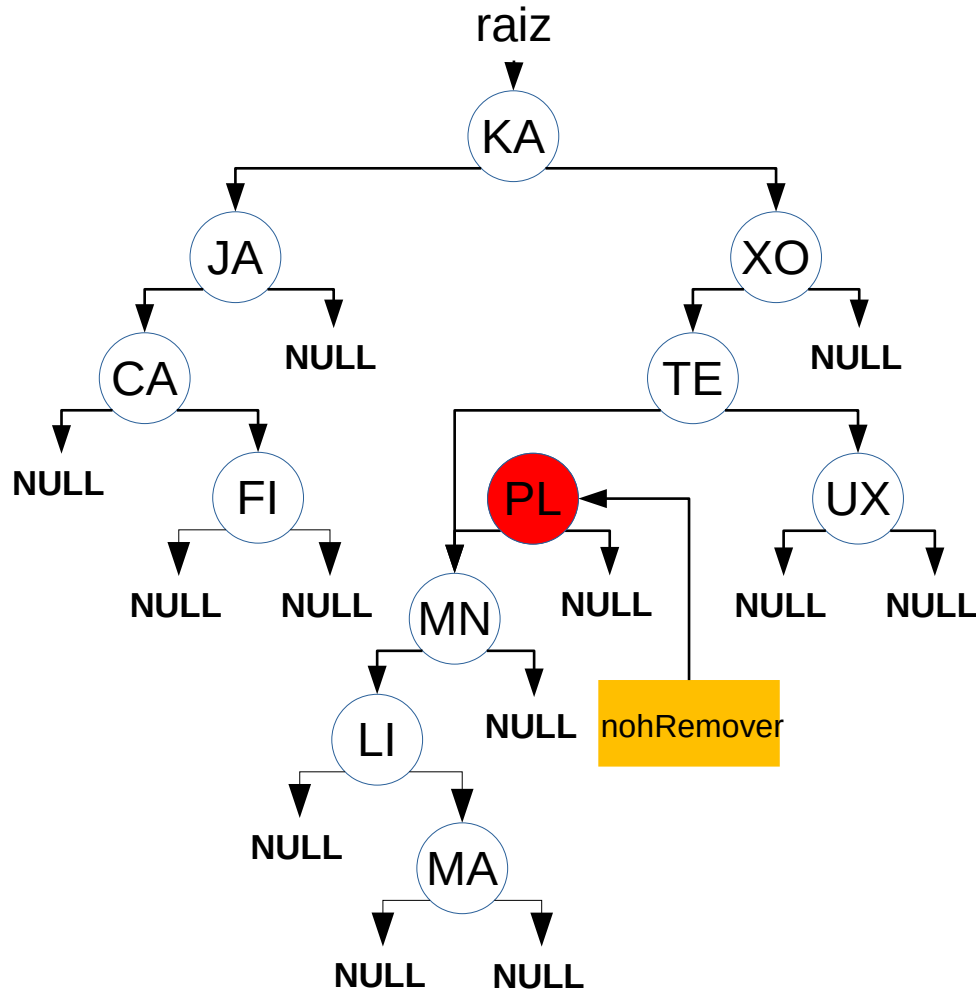 raiz
KA
JA
XO
CA
NULL
TE
NULL
NULL
FI
PL
UX
NULL
NULL
MN
NULL
NULL
NULL
LI
NULL
nohRemover
NULL
MA
NULL
NULL